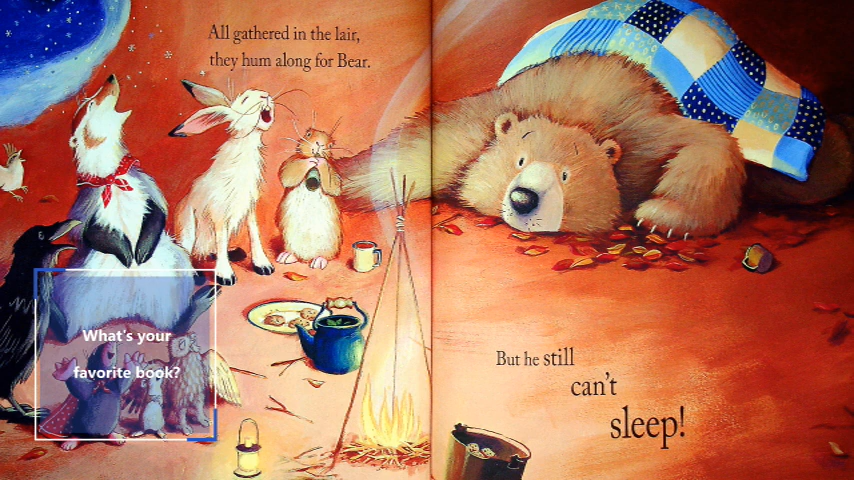 All gathered in the lair,
they hum along for Bear.
But he still
can't
sleep!
What's your
favorite book?